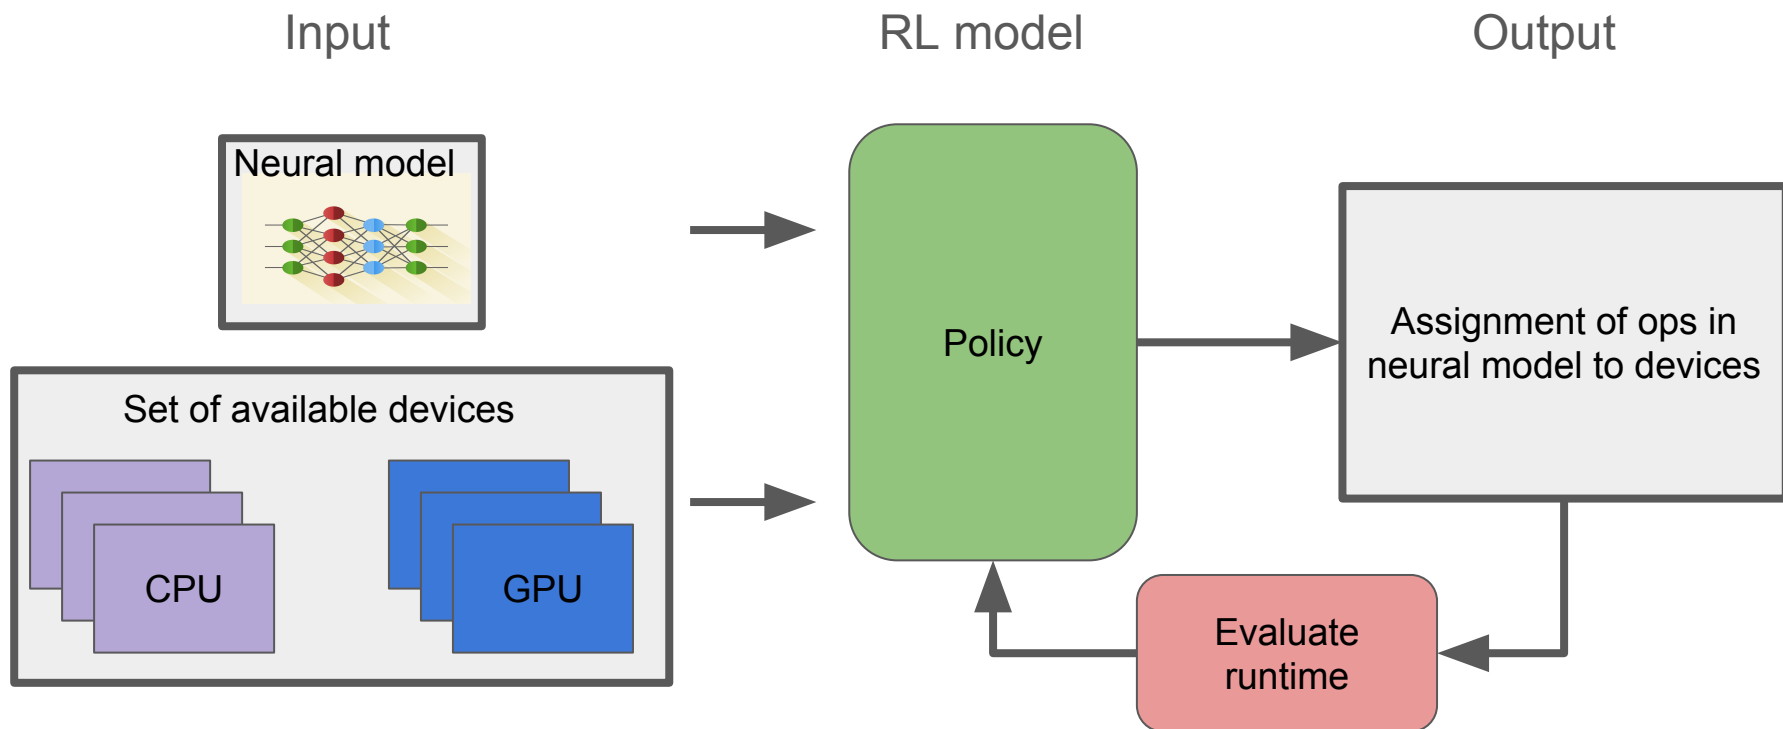 Input
RL model
Output
Neural model
Set of available devices
CPU
GPU
Policy
Assignment of ops in
neural model to devices
Evaluate
runtime